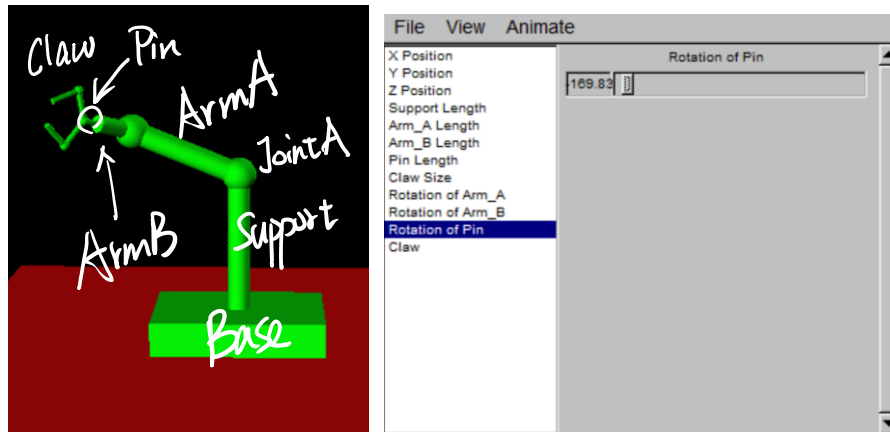 Claw
Pin
ArmA
JointA
ArmB
Support
Base
File View Animate
X Position
Y Position
Z Position
Support Length
Arm_A Length
Arm_B Length
Pin Length
Claw Size
Rotation of Arm_A
Rotation of Arm_B
Rotation of Pin
Claw
Rotation of Pin
-169.83